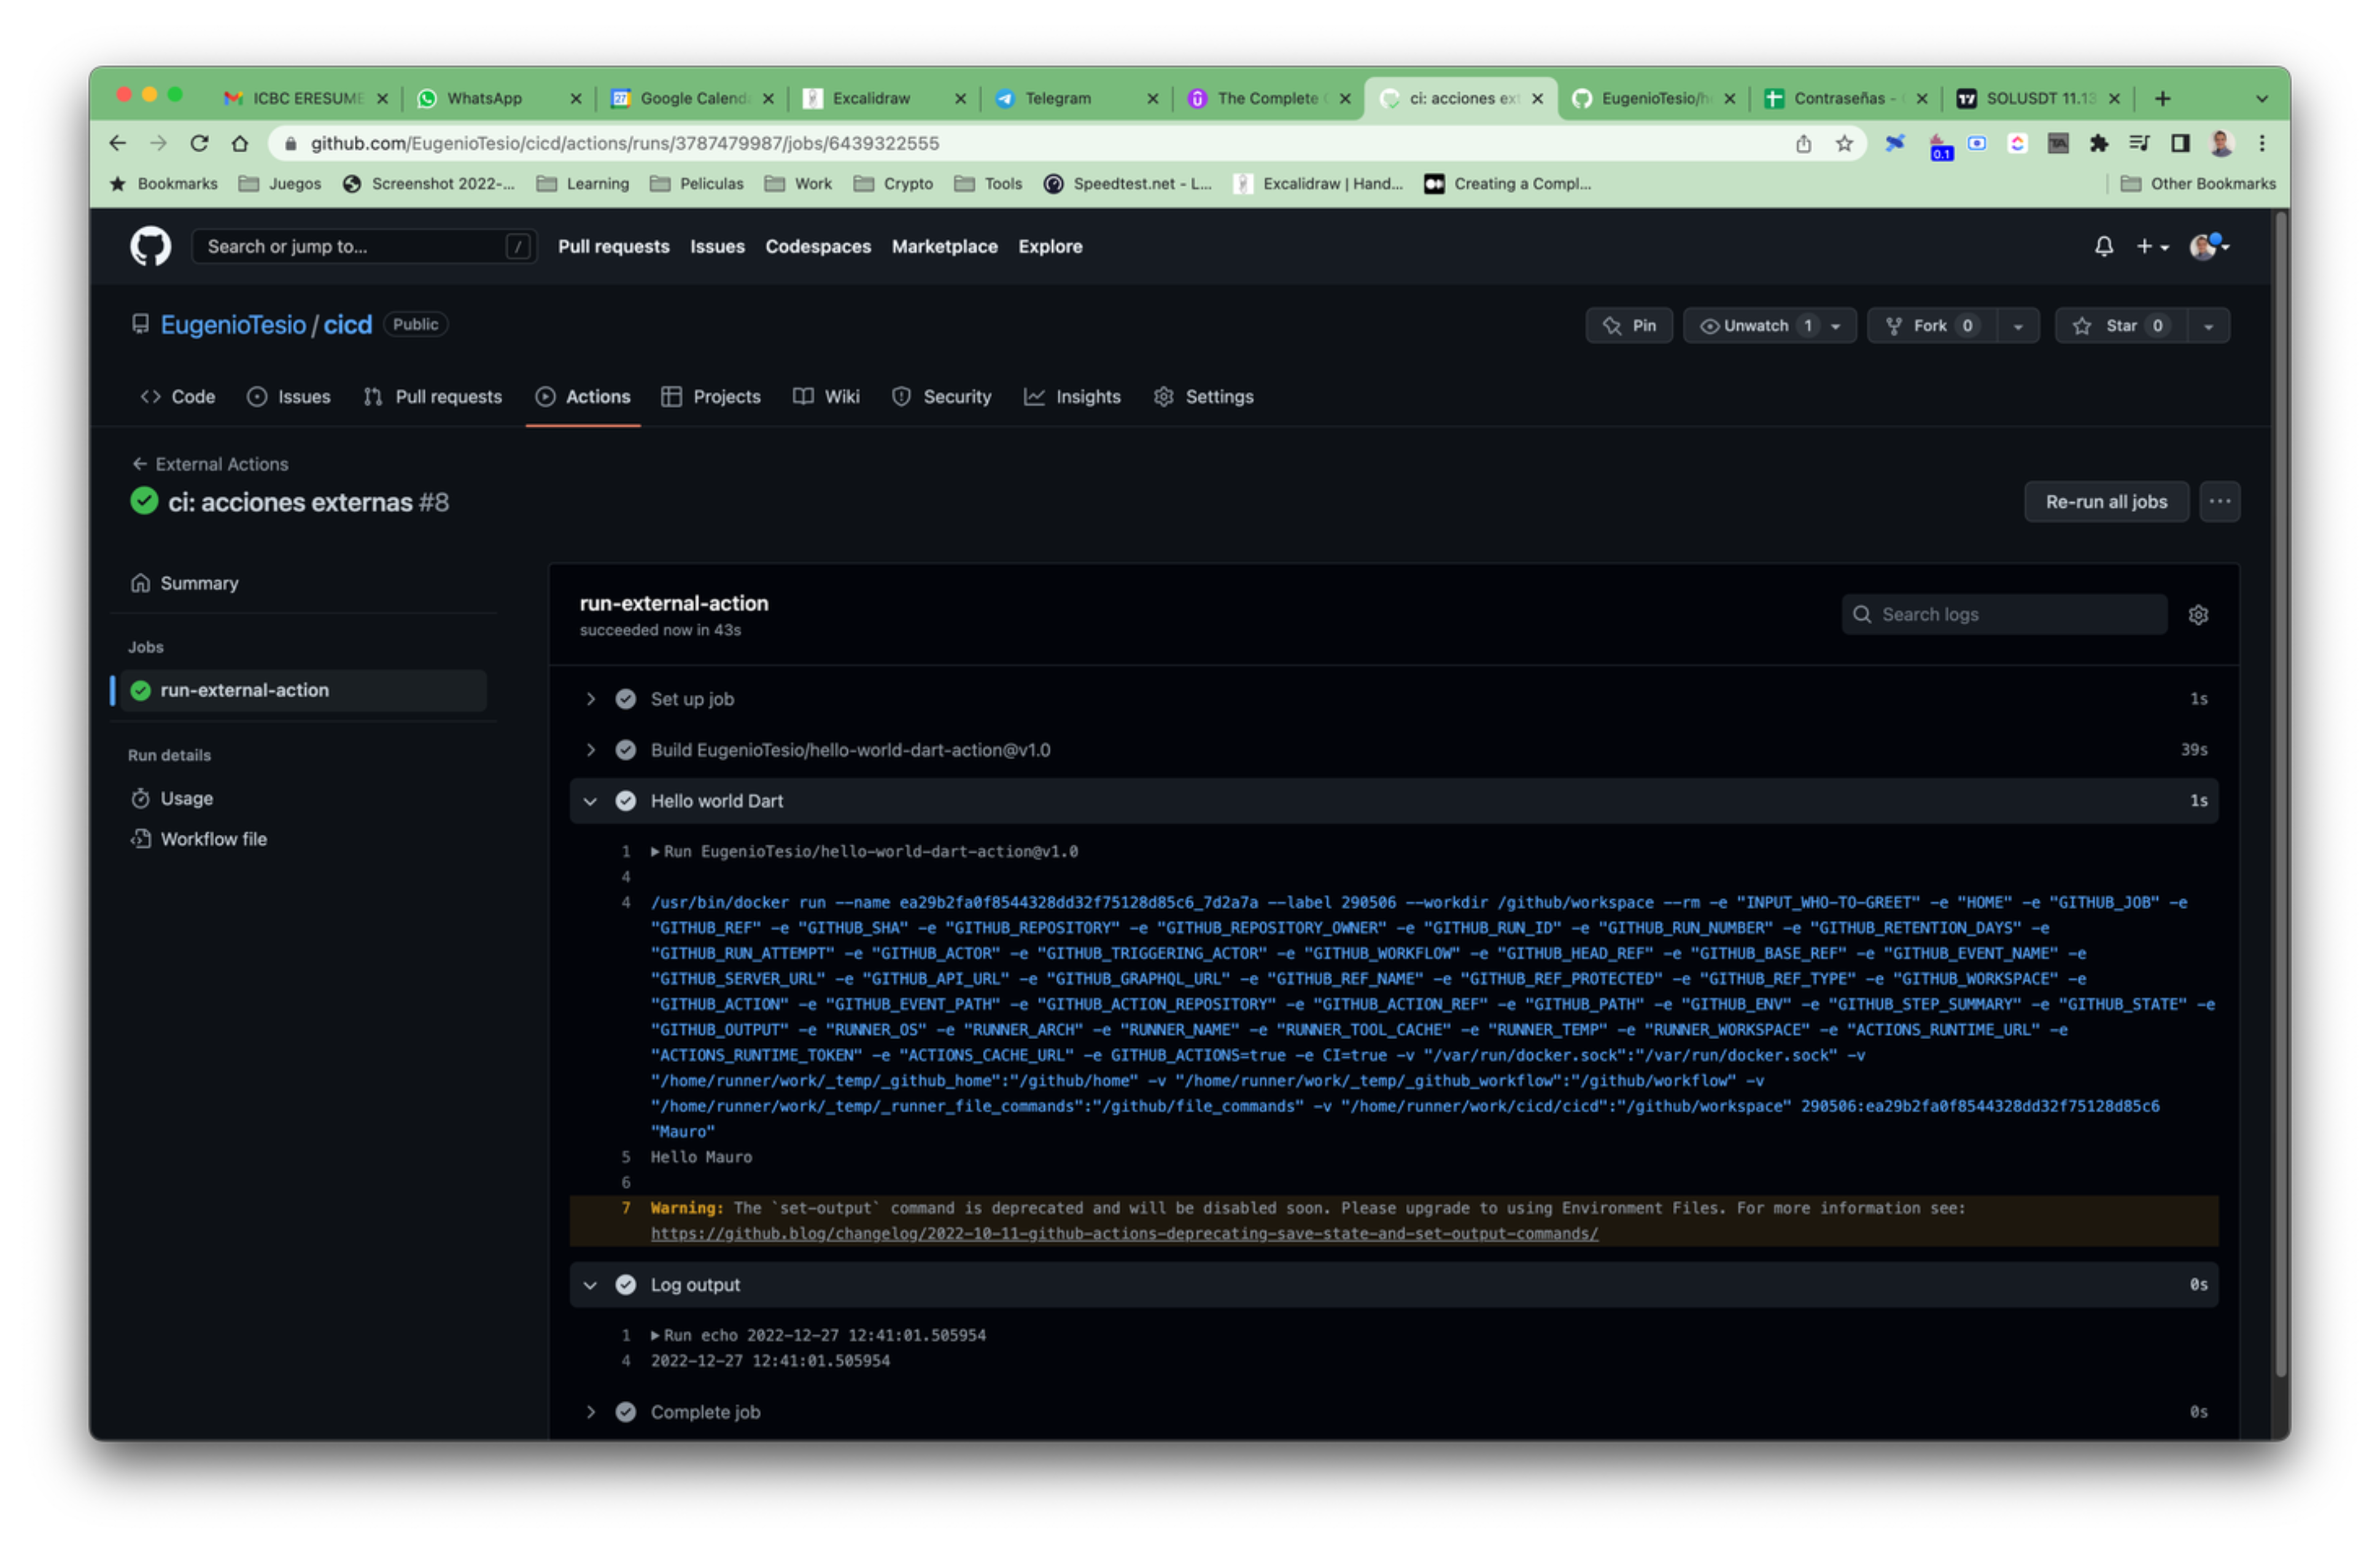 ICBC ERESUME
WhatsApp
27 Google Calend
Excalidraw
Telegram
The Complete
ci: acciones ext
EugenioTesio/h
Contraseñas -
SOLUSDT 11.13
github.com/EugenioTesio/cicd/actions/runs/3787479987/jobs/6439322555
TA
0.1
Bookmarks
Juegos
Screenshot 2022-...
Learning
Peliculas
Work
Crypto
Tools
Speedtest.net - L...
Excalidraw | Hand...
Creating a Compl...
Other Bookmarks
Search or jump to... /
Pull requests Issues Codespaces Marketplace Explore
EugenioTesio / cicd Public
Pin
Unwatch 1
Fork 0
Star 0
Code
Issues
Pull requests
Actions
Projects
Wiki
Security
Insights
Settings
← External Actions
ci: acciones externas #8
Re-run all jobs
Summary
Jobs
run-external-action
Run details
Usage
Workflow file
run-external-action
succeeded now in 43s
Search logs
Set up job 1s
Build EugenioTesio/hello-world-dart-action@v1.0 39s
Hello world Dart 1s
1 ▶Run EugenioTesio/hello-world-dart-action@v1.0
4
4 /usr/bin/docker run --name ea29b2fa0f8544328dd32f75128d85c6_7d2a7a --label 290506 --workdir /github/workspace --rm -e "INPUT_WHO-TO-GREET" -e "HOME" -e "GITHUB_JOB" -e
"GITHUB_REF" -e "GITHUB_SHA" -e "GITHUB_REPOSITORY" -e "GITHUB_REPOSITORY_OWNER" -e "GITHUB_RUN_ID" -e "GITHUB_RUN_NUMBER" -e "GITHUB_RETENTION_DAYS" -e
"GITHUB_RUN_ATTEMPT" -e "GITHUB_ACTOR" -e "GITHUB_TRIGGERING_ACTOR" -e "GITHUB_WORKFLOW" -e "GITHUB_HEAD_REF" -e "GITHUB_BASE_REF" -e "GITHUB_EVENT_NAME" -e
"GITHUB_SERVER_URL" -e "GITHUB_API_URL" -e "GITHUB_GRAPHQL_URL" -e "GITHUB_REF_NAME" -e "GITHUB_REF_PROTECTED" -e "GITHUB_REF_TYPE" -e "GITHUB_WORKSPACE" -e
"GITHUB_ACTION" -e "GITHUB_EVENT_PATH" -e "GITHUB_ACTION_REPOSITORY" -e "GITHUB_ACTION_REF" -e "GITHUB_PATH" -e "GITHUB_ENV" -e "GITHUB_STEP_SUMMARY" -e "GITHUB_STATE" -e
"GITHUB_OUTPUT" -e "RUNNER_OS" -e "RUNNER_ARCH" -e "RUNNER_NAME" -e "RUNNER_TOOL_CACHE" -e "RUNNER_TEMP" -e "RUNNER_WORKSPACE" -e "ACTIONS_RUNTIME_URL" -e
"ACTIONS_RUNTIME_TOKEN" -e "ACTIONS_CACHE_URL" -e GITHUB_ACTIONS=true -e CI=true -v "/var/run/docker.sock":"/var/run/docker.sock" -v
"/home/runner/work/_temp/_github_home":"/github/home" -v "/home/runner/work/_temp/_github_workflow":"/github/workflow" -v
"/home/runner/work/_temp/_runner_file_commands":"/github/file_commands" -v "/home/runner/work/cicd/cicd":"/github/workspace" 290506:ea29b2fa0f8544328dd32f75128d85c6
"Mauro"
5 Hello Mauro
6
7 Warning: The `set-output` command is deprecated and will be disabled soon. Please upgrade to using Environment Files. For more information see:
https://github.blog/changelog/2022-10-11-github-actions-deprecating-save-state-and-set-output-commands/
Log output 0s
1 ▶Run echo 2022-12-27 12:41:01.505954
4 2022-12-27 12:41:01.505954
Complete job 0s